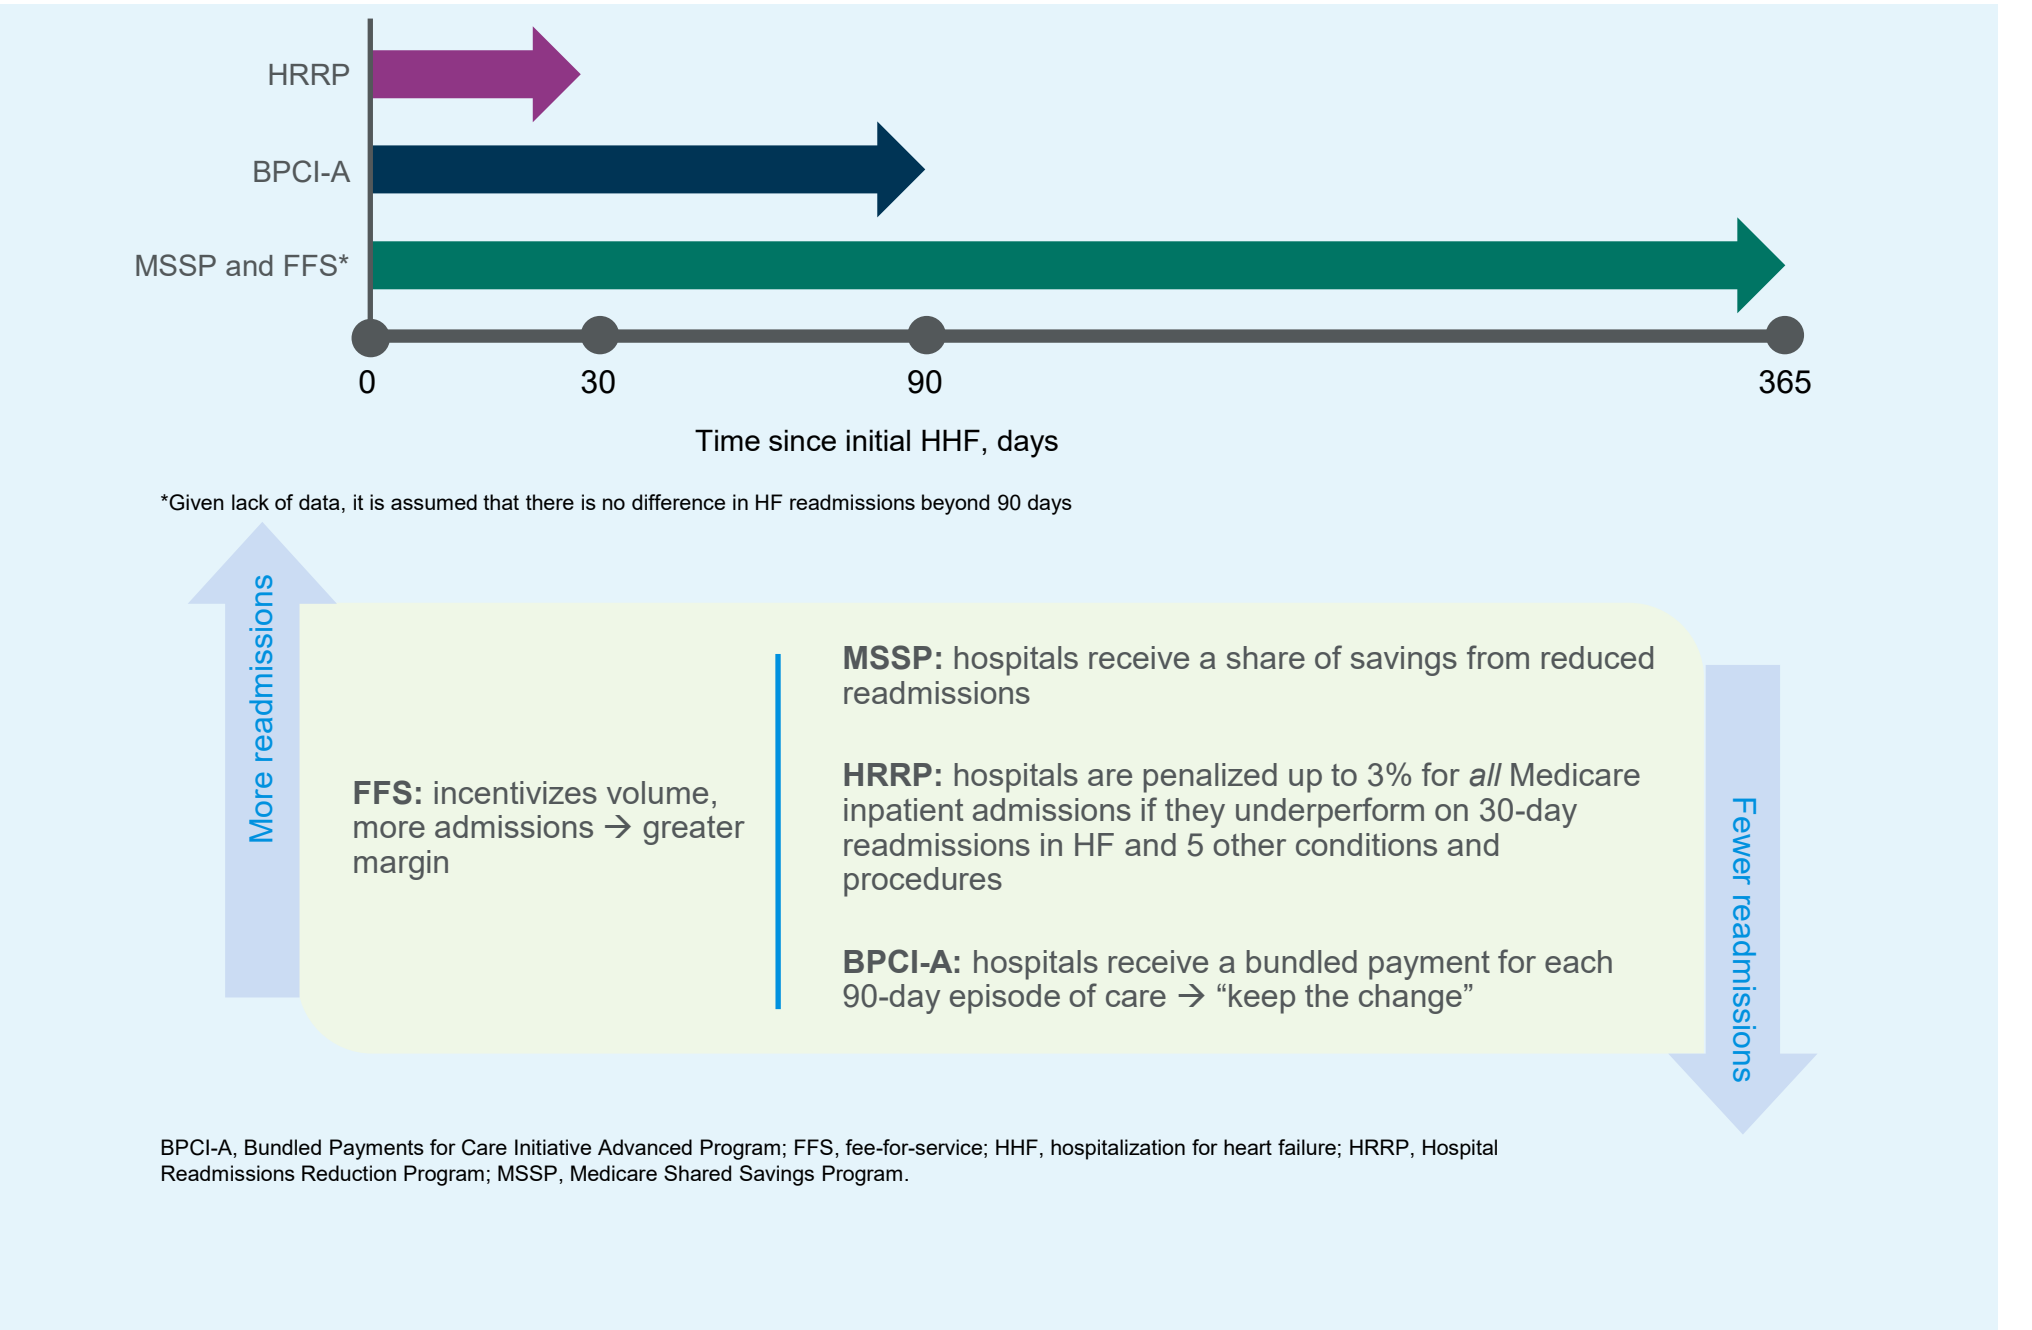 HRRP
BPCI-A
MSSP and FFS*
0 30 90 365
Time since initial HHF, days
*Given lack of data, it is assumed that there is no difference in HF readmissions beyond 90 days
More readmissions
FFS: incentivizes volume,
more admissions → greater
margin
MSSP: hospitals receive a share of savings from reduced
readmissions
HRRP: hospitals are penalized up to 3% for all Medicare
inpatient admissions if they underperform on 30-day
readmissions in HF and 5 other conditions and
procedures
BPCI-A: hospitals receive a bundled payment for each
90-day episode of care → “keep the change”
Fewer readmissions
BPCI-A, Bundled Payments for Care Initiative Advanced Program; FFS, fee-for-service; HHF, hospitalization for heart failure; HRRP, Hospital
Readmissions Reduction Program; MSSP, Medicare Shared Savings Program.